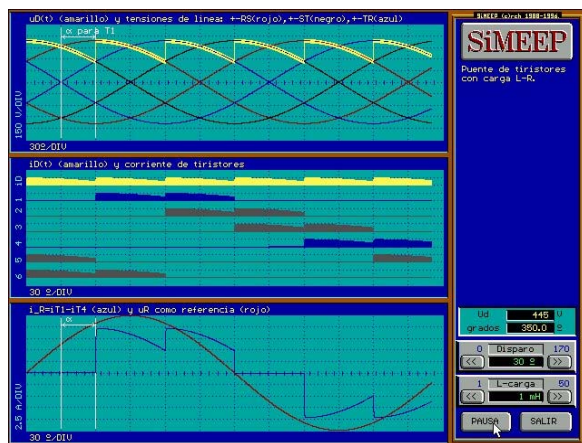 uD(t) (amarillo) y tensiones de linea: +-RS(rojo),+-ST(negro),+-TR(azul)
α para T1
150 V/DIV
30º/DIV
iD(t) (amarillo) y corriente de tiristores
iD
1
2
3
4
5
6
30 º/DIV
i_R=iT1-iT4 (azul) y uR como referencia (rojo)
α
2.5 A/DIV
30 º/DIV
SiMEEP (c)rsh 1988-1996.
SiMEEP
Puente de tiristores
con carga L-R.
Ud 445 V
grados 350.0 º
0 Disparo 170
<< 30 º >>
1 L-carga 50
<< 1 mH >>
PAUSA SALIR